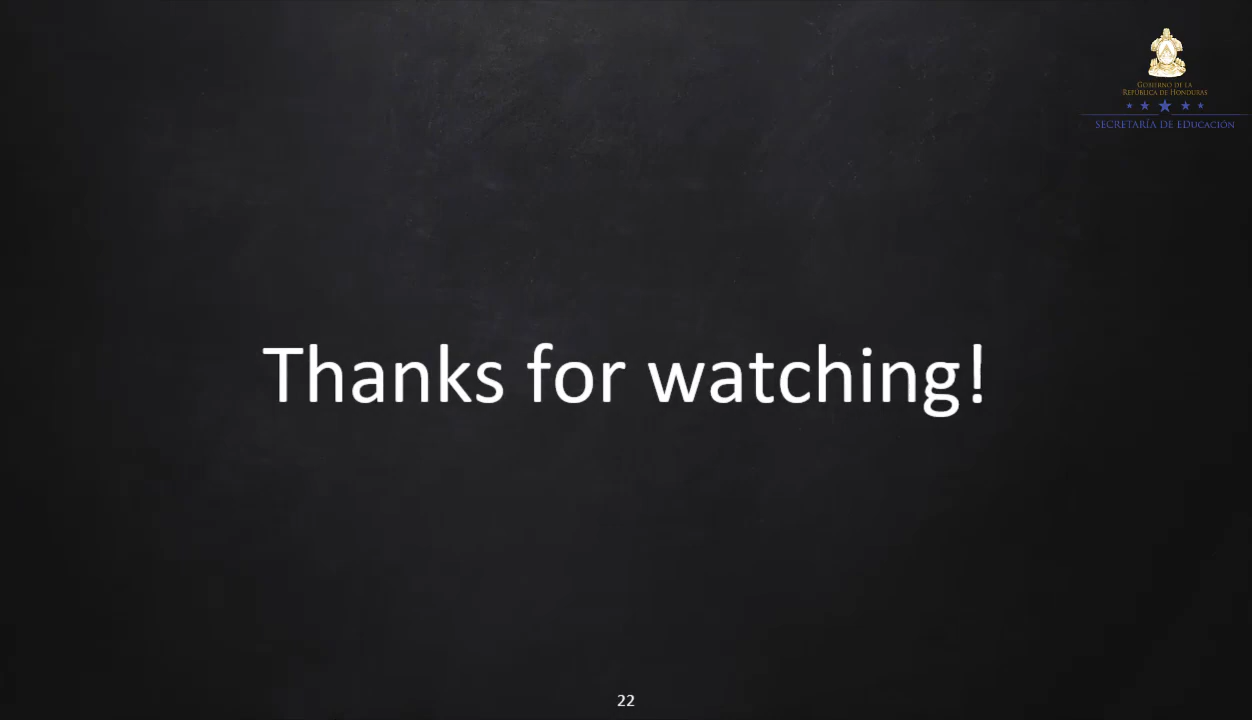 GOBIERNO DE LA
REPÚBLICA DE HONDURAS
SECRETARÍA DE EDUCACIÓN
Thanks for watching!
22